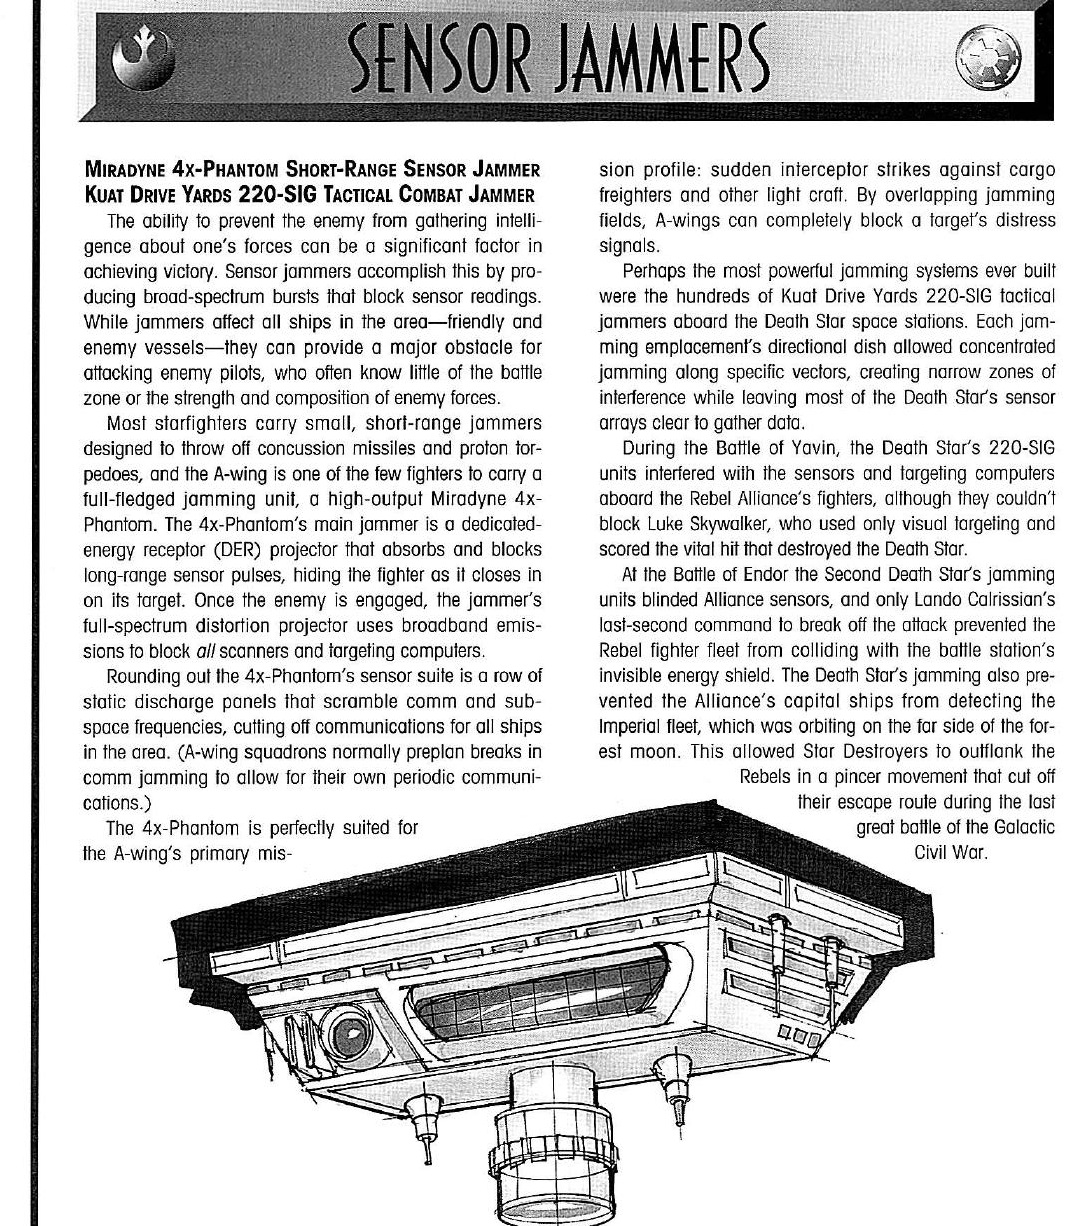 SENSOR JAMMERS
MIRADYNE 4X-PHANTOM SHORT-RANGE SENSOR JAMMER
KUAT DRIVE YARDS 220-SIG TACTICAL COMBAT JAMMER
The ability to prevent the enemy from gathering intelli-
gence about one's forces can be a significant factor in
achieving victory. Sensor jammers accomplish this by pro-
ducing broad-spectrum bursts that block sensor readings.
While jammers affect all ships in the area—friendly and
enemy vessels—they can provide a major obstacle for
attacking enemy pilots, who often know little of the battle
zone or the strength and composition of enemy forces.
Most starfighters carry small, short-range jammers
designed to throw off concussion missiles and proton tor-
pedoes, and the A-wing is one of the few fighters to carry a
full-fledged jamming unit, a high-output Miradyne 4x-
Phantom. The 4x-Phantom's main jammer is a dedicated-
energy receptor (DER) projector that absorbs and blocks
long-range sensor pulses, hiding the fighter as it closes in
on its target. Once the enemy is engaged, the jammer's
full-spectrum distortion projector uses broadband emis-
sions to block all scanners and targeting computers.
Rounding out the 4x-Phantom's sensor suite is a row of
static discharge panels that scramble comm and sub-
space frequencies, cutting off communications for all ships
in the area. (A-wing squadrons normally preplan breaks in
comm jamming to allow for their own periodic communi-
cations.)
The 4x-Phantom is perfectly suited for
the A-wing's primary mis-
sion profile: sudden interceptor strikes against cargo
freighters and other light craft. By overlapping jamming
fields, A-wings can completely block a target's distress
signals.
Perhaps the most powerful jamming systems ever built
were the hundreds of Kuat Drive Yards 220-SIG tactical
jammers aboard the Death Star space stations. Each jam-
ming emplacement's directional dish allowed concentrated
jamming along specific vectors, creating narrow zones of
interference while leaving most of the Death Star's sensor
arrays clear to gather data.
During the Battle of Yavin, the Death Star's 220-SIG
units interfered with the sensors and targeting computers
aboard the Rebel Alliance's fighters, although they couldn't
block Luke Skywalker, who used only visual targeting and
scored the vital hit that destroyed the Death Star.
At the Battle of Endor the Second Death Star's jamming
units blinded Alliance sensors, and only Lando Calrissian's
last-second command to break off the attack prevented the
Rebel fighter fleet from colliding with the battle station's
invisible energy shield. The Death Star's jamming also pre-
vented the Alliance's capital ships from detecting the
Imperial fleet, which was orbiting on the far side of the for-
est moon. This allowed Star Destroyers to outflank the
Rebels in a pincer movement that cut off
their escape route during the last
great battle of the Galactic
Civil War.